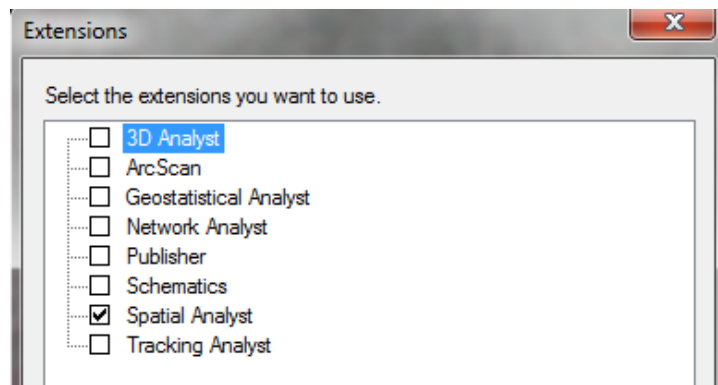 Extensions
Select the extensions you want to use.
3D Analyst
ArcScan
Geostatistical Analyst
Network Analyst
Publisher
Schematics
Spatial Analyst
Tracking Analyst